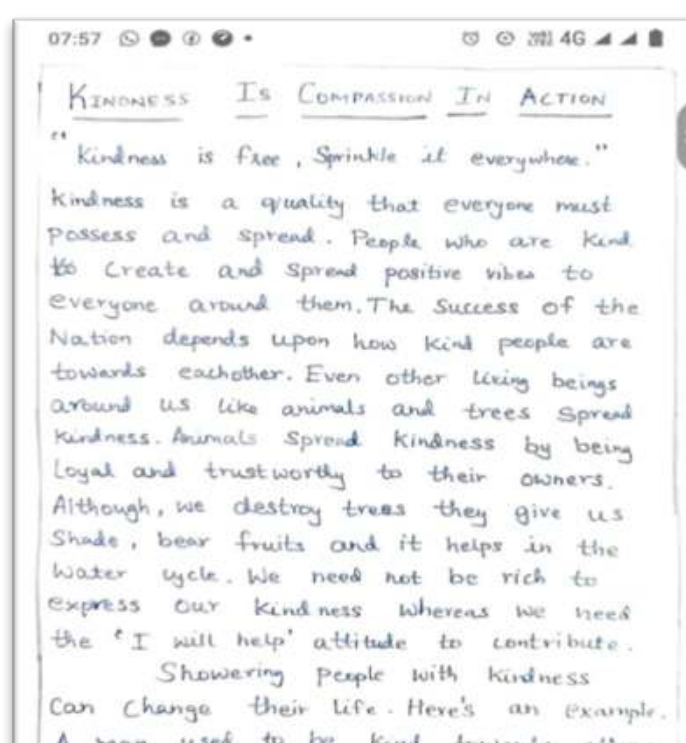 07:57 4G
KINDNESS IS COMPASSION IN ACTION
"Kindness is free, Sprinkle it everywhere."
Kindness is a quality that everyone must
possess and spread. People who are kind
to create and spread positive vibes to
everyone around them. The Success of the
Nation depends upon how kind people are
towards eachother. Even other living beings
around us like animals and trees Spread
Kindness. Animals Spread Kindness by being
Loyal and trustworthy to their owners.
Although, we destroy trees they give us
Shade, bear fruits and it helps in the
Water cycle. We need not be rich to
express our kindness whereas we need
the 'I will help' attitude to contribute.
Showering people with kindness
Can change their life. Here's an example.
A man used to be kind towards